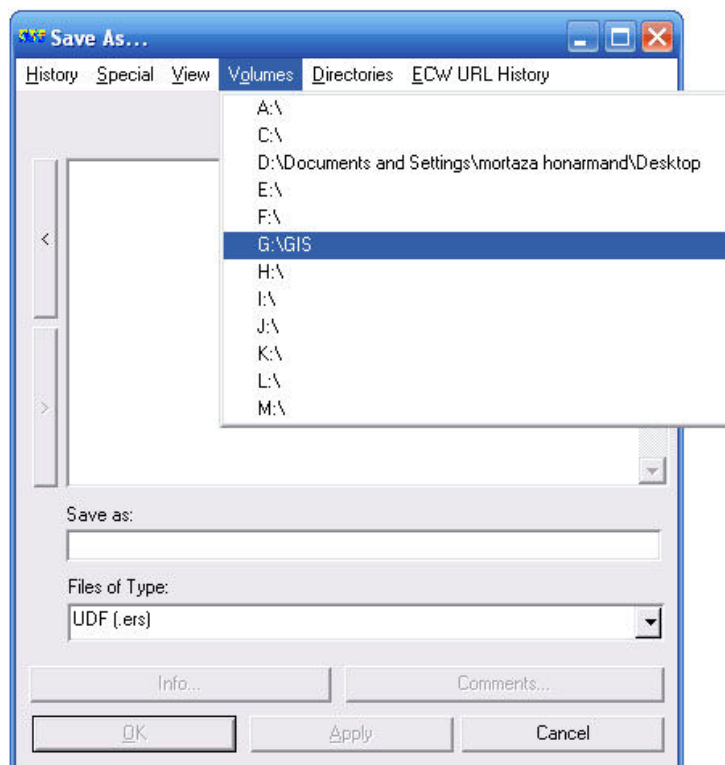 Save As...
History Special View Volumes Directories ECW URL History
A:\
C:\
D:\Documents and Settings\mortaza honarmand\Desktop
E:\
F:\
G:\GIS
H:\
I:\
J:\
K:\
L:\
M:\
<
>
Save as:
Files of Type:
UDF (.ers)
Info... Comments...
OK Apply Cancel